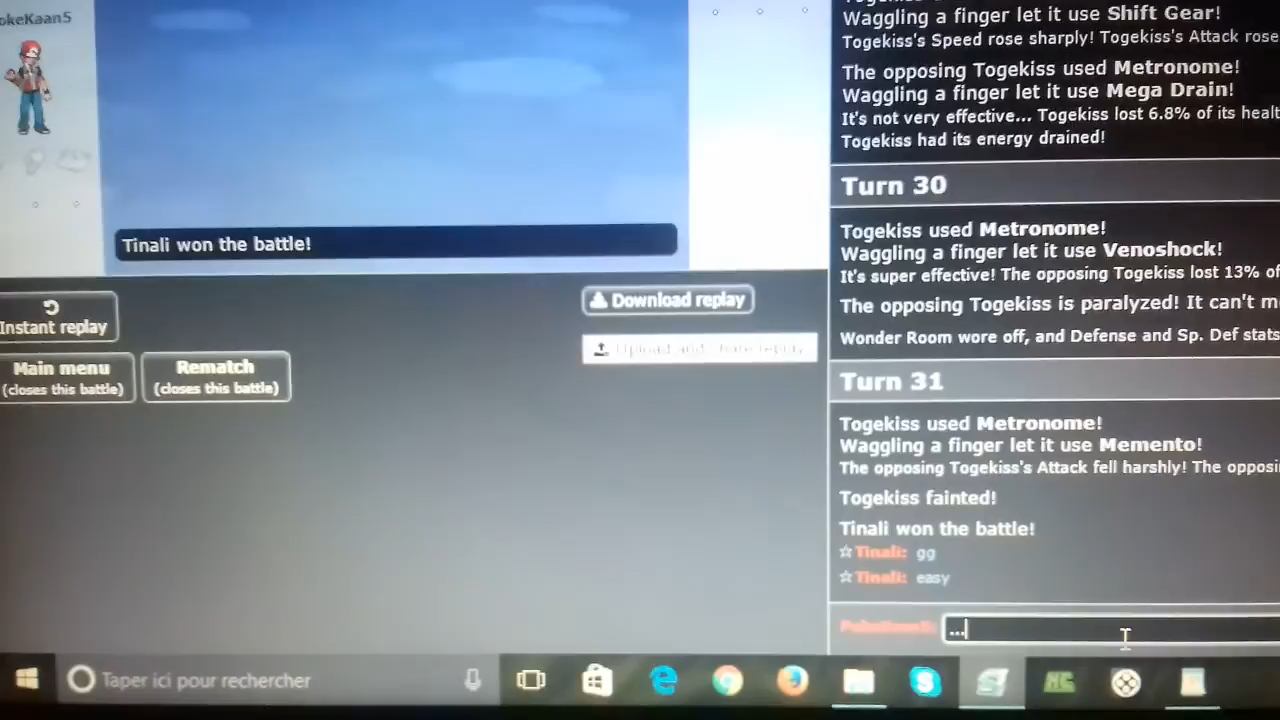 okeKaan5
Tinali won the battle!
Instant replay
Main menu
(closes this battle)
Rematch
(closes this battle)
Download replay
Upload and share replay
Waggling a finger let it use Shift Gear!
Togekiss's Speed rose sharply! Togekiss's Attack rose
The opposing Togekiss used Metronome!
Waggling a finger let it use Mega Drain!
It's not very effective... Togekiss lost 6.8% of its healt
Togekiss had its energy drained!
Turn 30
Togekiss used Metronome!
Waggling a finger let it use Venoshock!
It's super effective! The opposing Togekiss lost 13% of
The opposing Togekiss is paralyzed! It can't m
Wonder Room wore off, and Defense and Sp. Def stats
Turn 31
Togekiss used Metronome!
Waggling a finger let it use Memento!
The opposing Togekiss's Attack fell harshly! The opposi
Togekiss fainted!
Tinali won the battle!
☆Tinali: gg
☆Tinali: easy
...
Taper ici pour rechercher